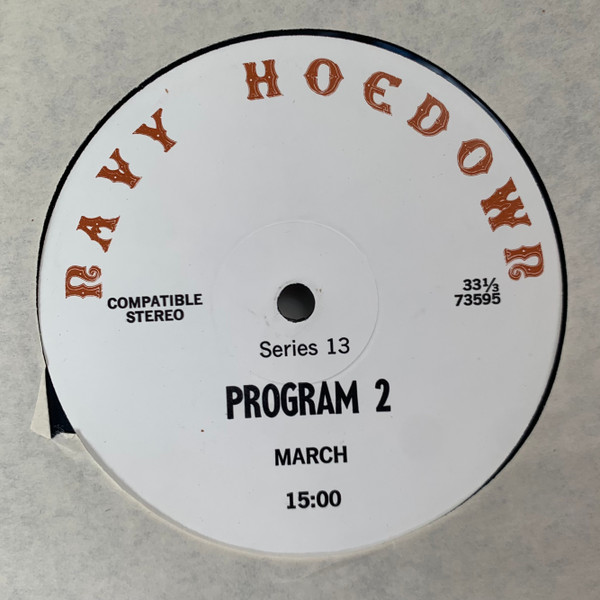 NAVY HOEDOWN
COMPATIBLE
STEREO
33⅓
73595
Series 13
PROGRAM 2
MARCH
15:00